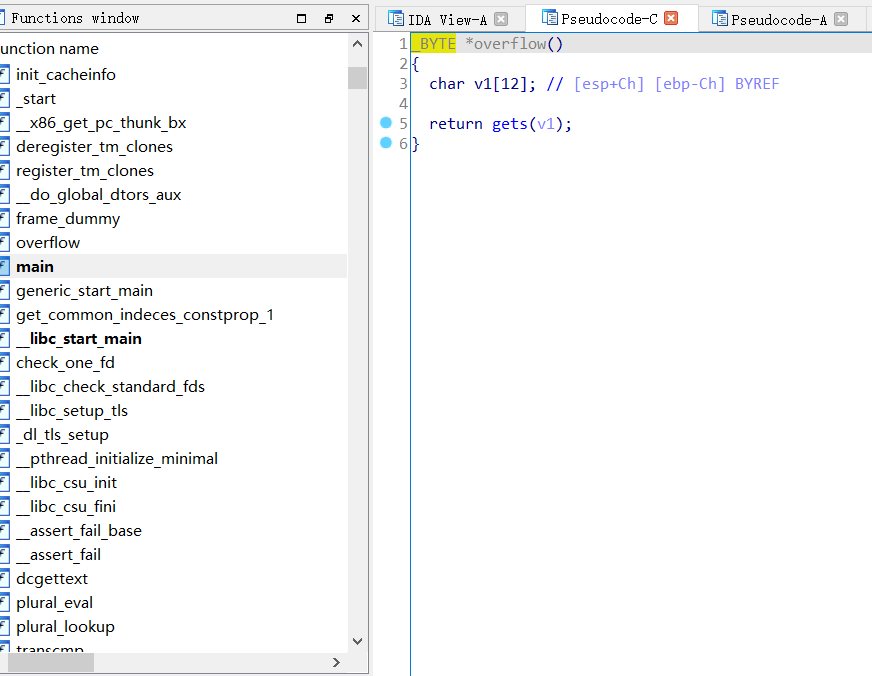 Functions window
unction name
init_cacheinfo
_start
__x86_get_pc_thunk_bx
deregister_tm_clones
register_tm_clones
__do_global_dtors_aux
frame_dummy
overflow
main
generic_start_main
get_common_indeces_constprop_1
__libc_start_main
check_one_fd
__libc_check_standard_fds
__libc_setup_tls
_dl_tls_setup
__pthread_initialize_minimal
__libc_csu_init
__libc_csu_fini
__assert_fail_base
__assert_fail
dcgettext
plural_eval
plural_lookup
transcmp
IDA View-A Pseudocode-C Pseudocode-A
1 _BYTE *overflow()
2 {
3 char v1[12]; // [esp+Ch] [ebp-Ch] BYREF
4
5 return gets(v1);
6 }